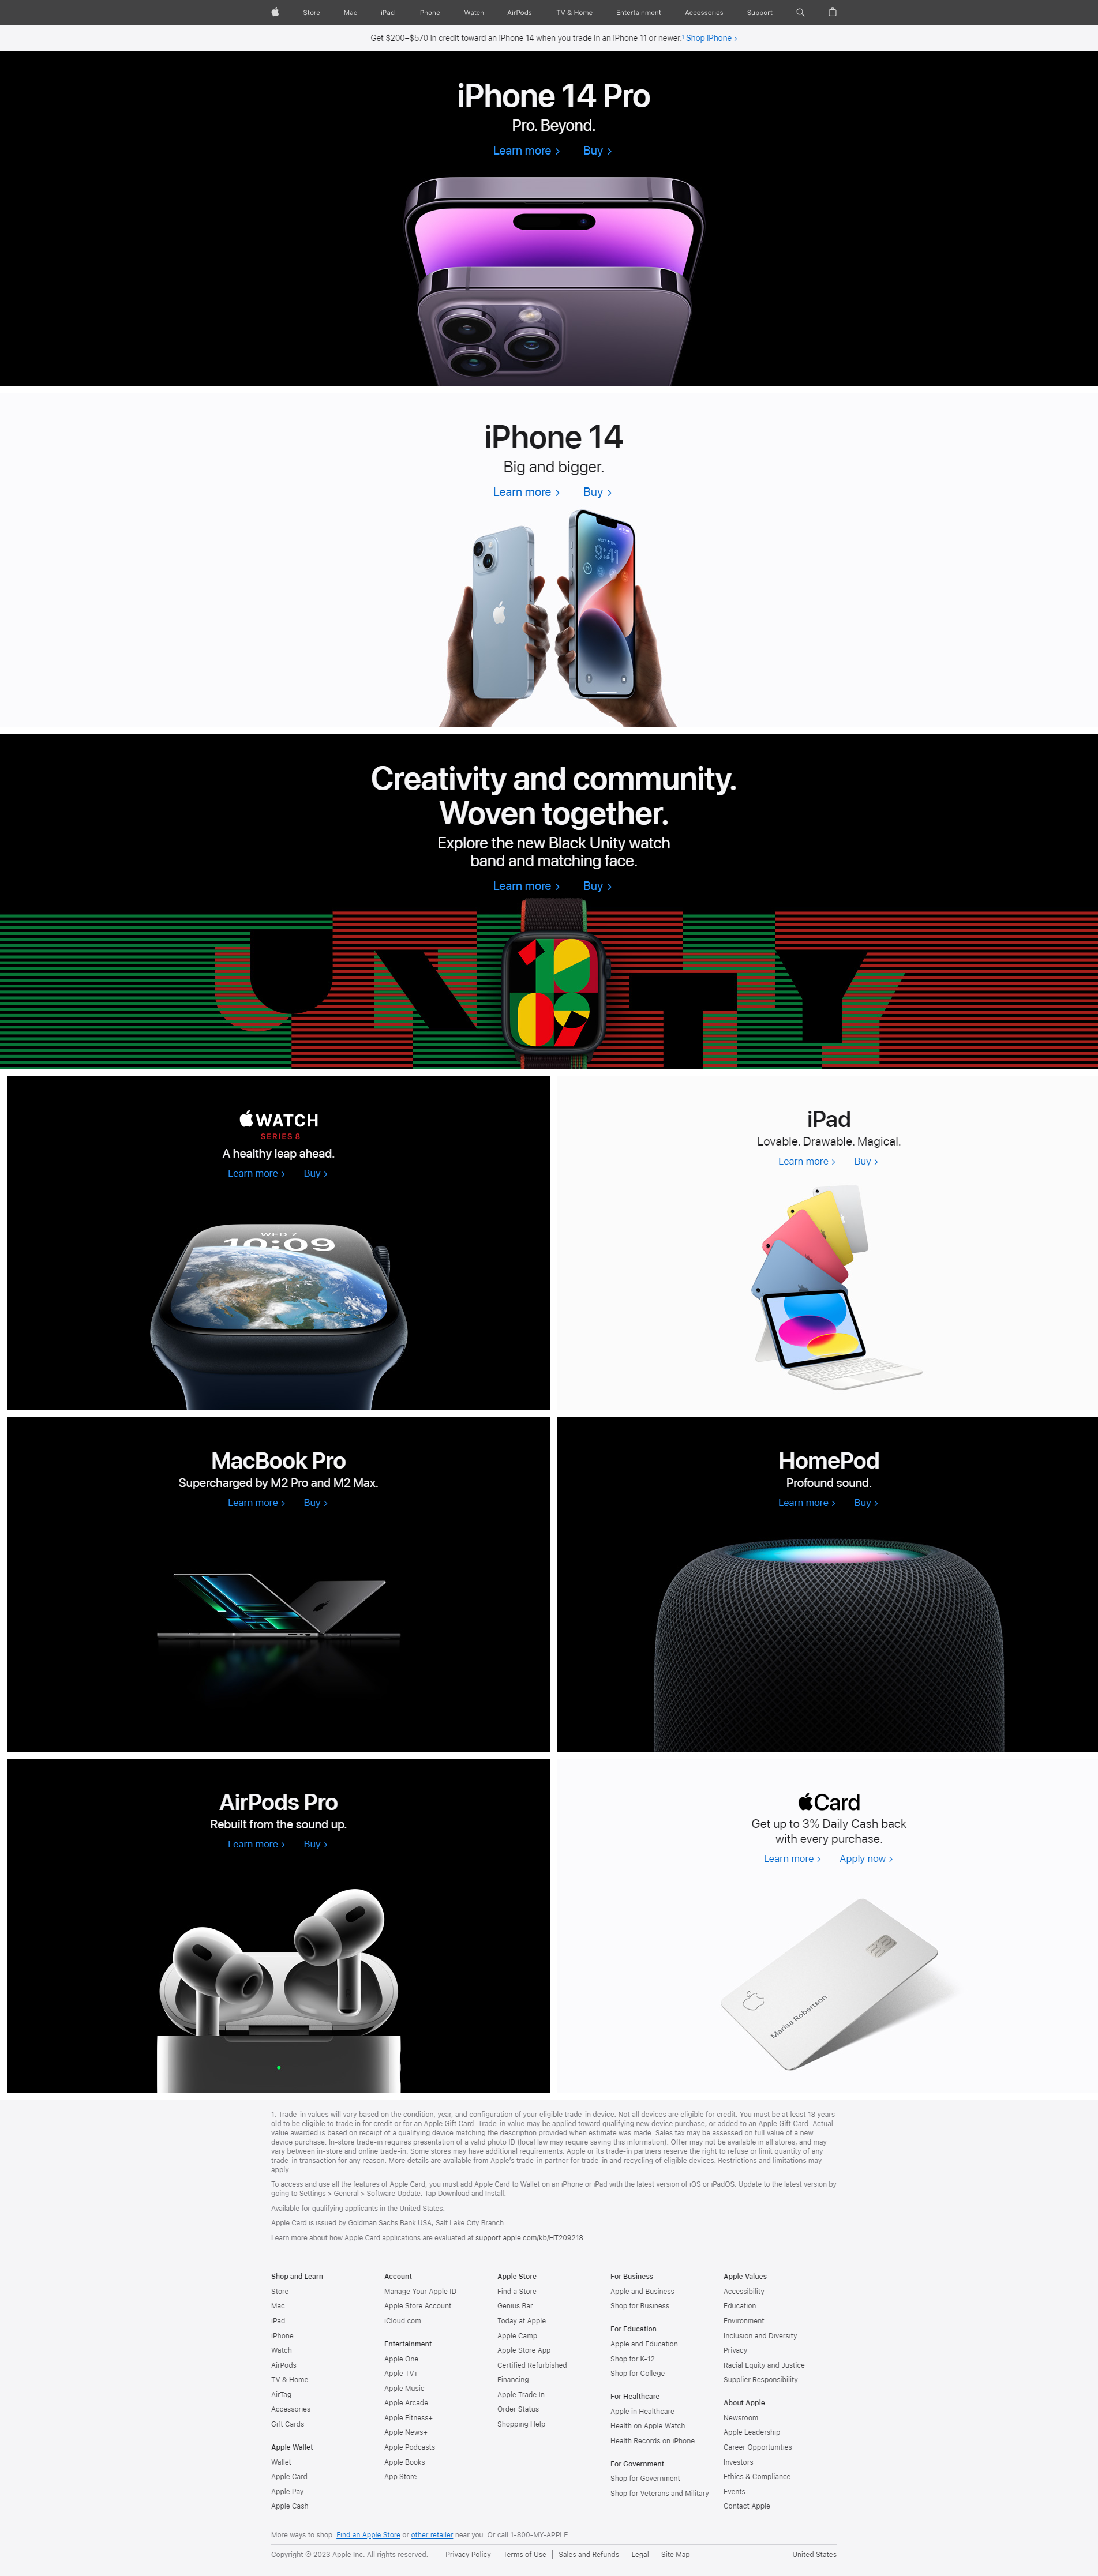 Store Mac iPad iPhone Watch AirPods TV & Home Entertainment Accessories Support
Get $200–$570 in credit toward an iPhone 14 when you trade in an iPhone 11 or newer.¹ Shop iPhone >
iPhone 14 Pro
Pro. Beyond.
Learn more > Buy >
iPhone 14
Big and bigger.
Learn more > Buy >
9:41
Creativity and community.
Woven together.
Explore the new Black Unity watch
band and matching face.
Learn more > Buy >
UNITY
WATCH
SERIES 8
A healthy leap ahead.
Learn more > Buy >
WED 7
10:09
iPad
Lovable. Drawable. Magical.
Learn more > Buy >
MacBook Pro
Supercharged by M2 Pro and M2 Max.
Learn more > Buy >
HomePod
Profound sound.
Learn more > Buy >
AirPods Pro
Rebuilt from the sound up.
Learn more > Buy >
Card
Get up to 3% Daily Cash back
with every purchase.
Learn more > Apply now >
Marisa Robertson
1. Trade-in values will vary based on the condition, year, and configuration of your eligible trade-in device. Not all devices are eligible for credit. You must be at least 18 years
old to be eligible to trade in for credit or for an Apple Gift Card. Trade-in value may be applied toward qualifying new device purchase, or added to an Apple Gift Card. Actual
value awarded is based on receipt of a qualifying device matching the description provided when estimate was made. Sales tax may be assessed on full value of a new
device purchase. In-store trade-in requires presentation of a valid photo ID (local law may require saving this information). Offer may not be available in all stores, and may
vary between in-store and online trade-in. Some stores may have additional requirements. Apple or its trade-in partners reserve the right to refuse or limit quantity of any
trade-in transaction for any reason. More details are available from Apple's trade-in partner for trade-in and recycling of eligible devices. Restrictions and limitations may
apply.
To access and use all the features of Apple Card, you must add Apple Card to Wallet on an iPhone or iPad with the latest version of iOS or iPadOS. Update to the latest version by
going to Settings > General > Software Update. Tap Download and Install.
Available for qualifying applicants in the United States.
Apple Card is issued by Goldman Sachs Bank USA, Salt Lake City Branch.
Learn more about how Apple Card applications are evaluated at support.apple.com/kb/HT209218.
Shop and Learn
Store
Mac
iPad
iPhone
Watch
AirPods
TV & Home
AirTag
Accessories
Gift Cards
Apple Wallet
Wallet
Apple Card
Apple Pay
Apple Cash
Account
Manage Your Apple ID
Apple Store Account
iCloud.com
Entertainment
Apple One
Apple TV+
Apple Music
Apple Arcade
Apple Fitness+
Apple News+
Apple Podcasts
Apple Books
App Store
Apple Store
Find a Store
Genius Bar
Today at Apple
Apple Camp
Apple Store App
Certified Refurbished
Financing
Apple Trade In
Order Status
Shopping Help
For Business
Apple and Business
Shop for Business
For Education
Apple and Education
Shop for K-12
Shop for College
For Healthcare
Apple in Healthcare
Health on Apple Watch
Health Records on iPhone
For Government
Shop for Government
Shop for Veterans and Military
Apple Values
Accessibility
Education
Environment
Inclusion and Diversity
Privacy
Racial Equity and Justice
Supplier Responsibility
About Apple
Newsroom
Apple Leadership
Career Opportunities
Investors
Ethics & Compliance
Events
Contact Apple
More ways to shop: Find an Apple Store or other retailer near you. Or call 1-800-MY-APPLE.
Copyright © 2023 Apple Inc. All rights reserved. Privacy Policy | Terms of Use | Sales and Refunds | Legal | Site Map United States